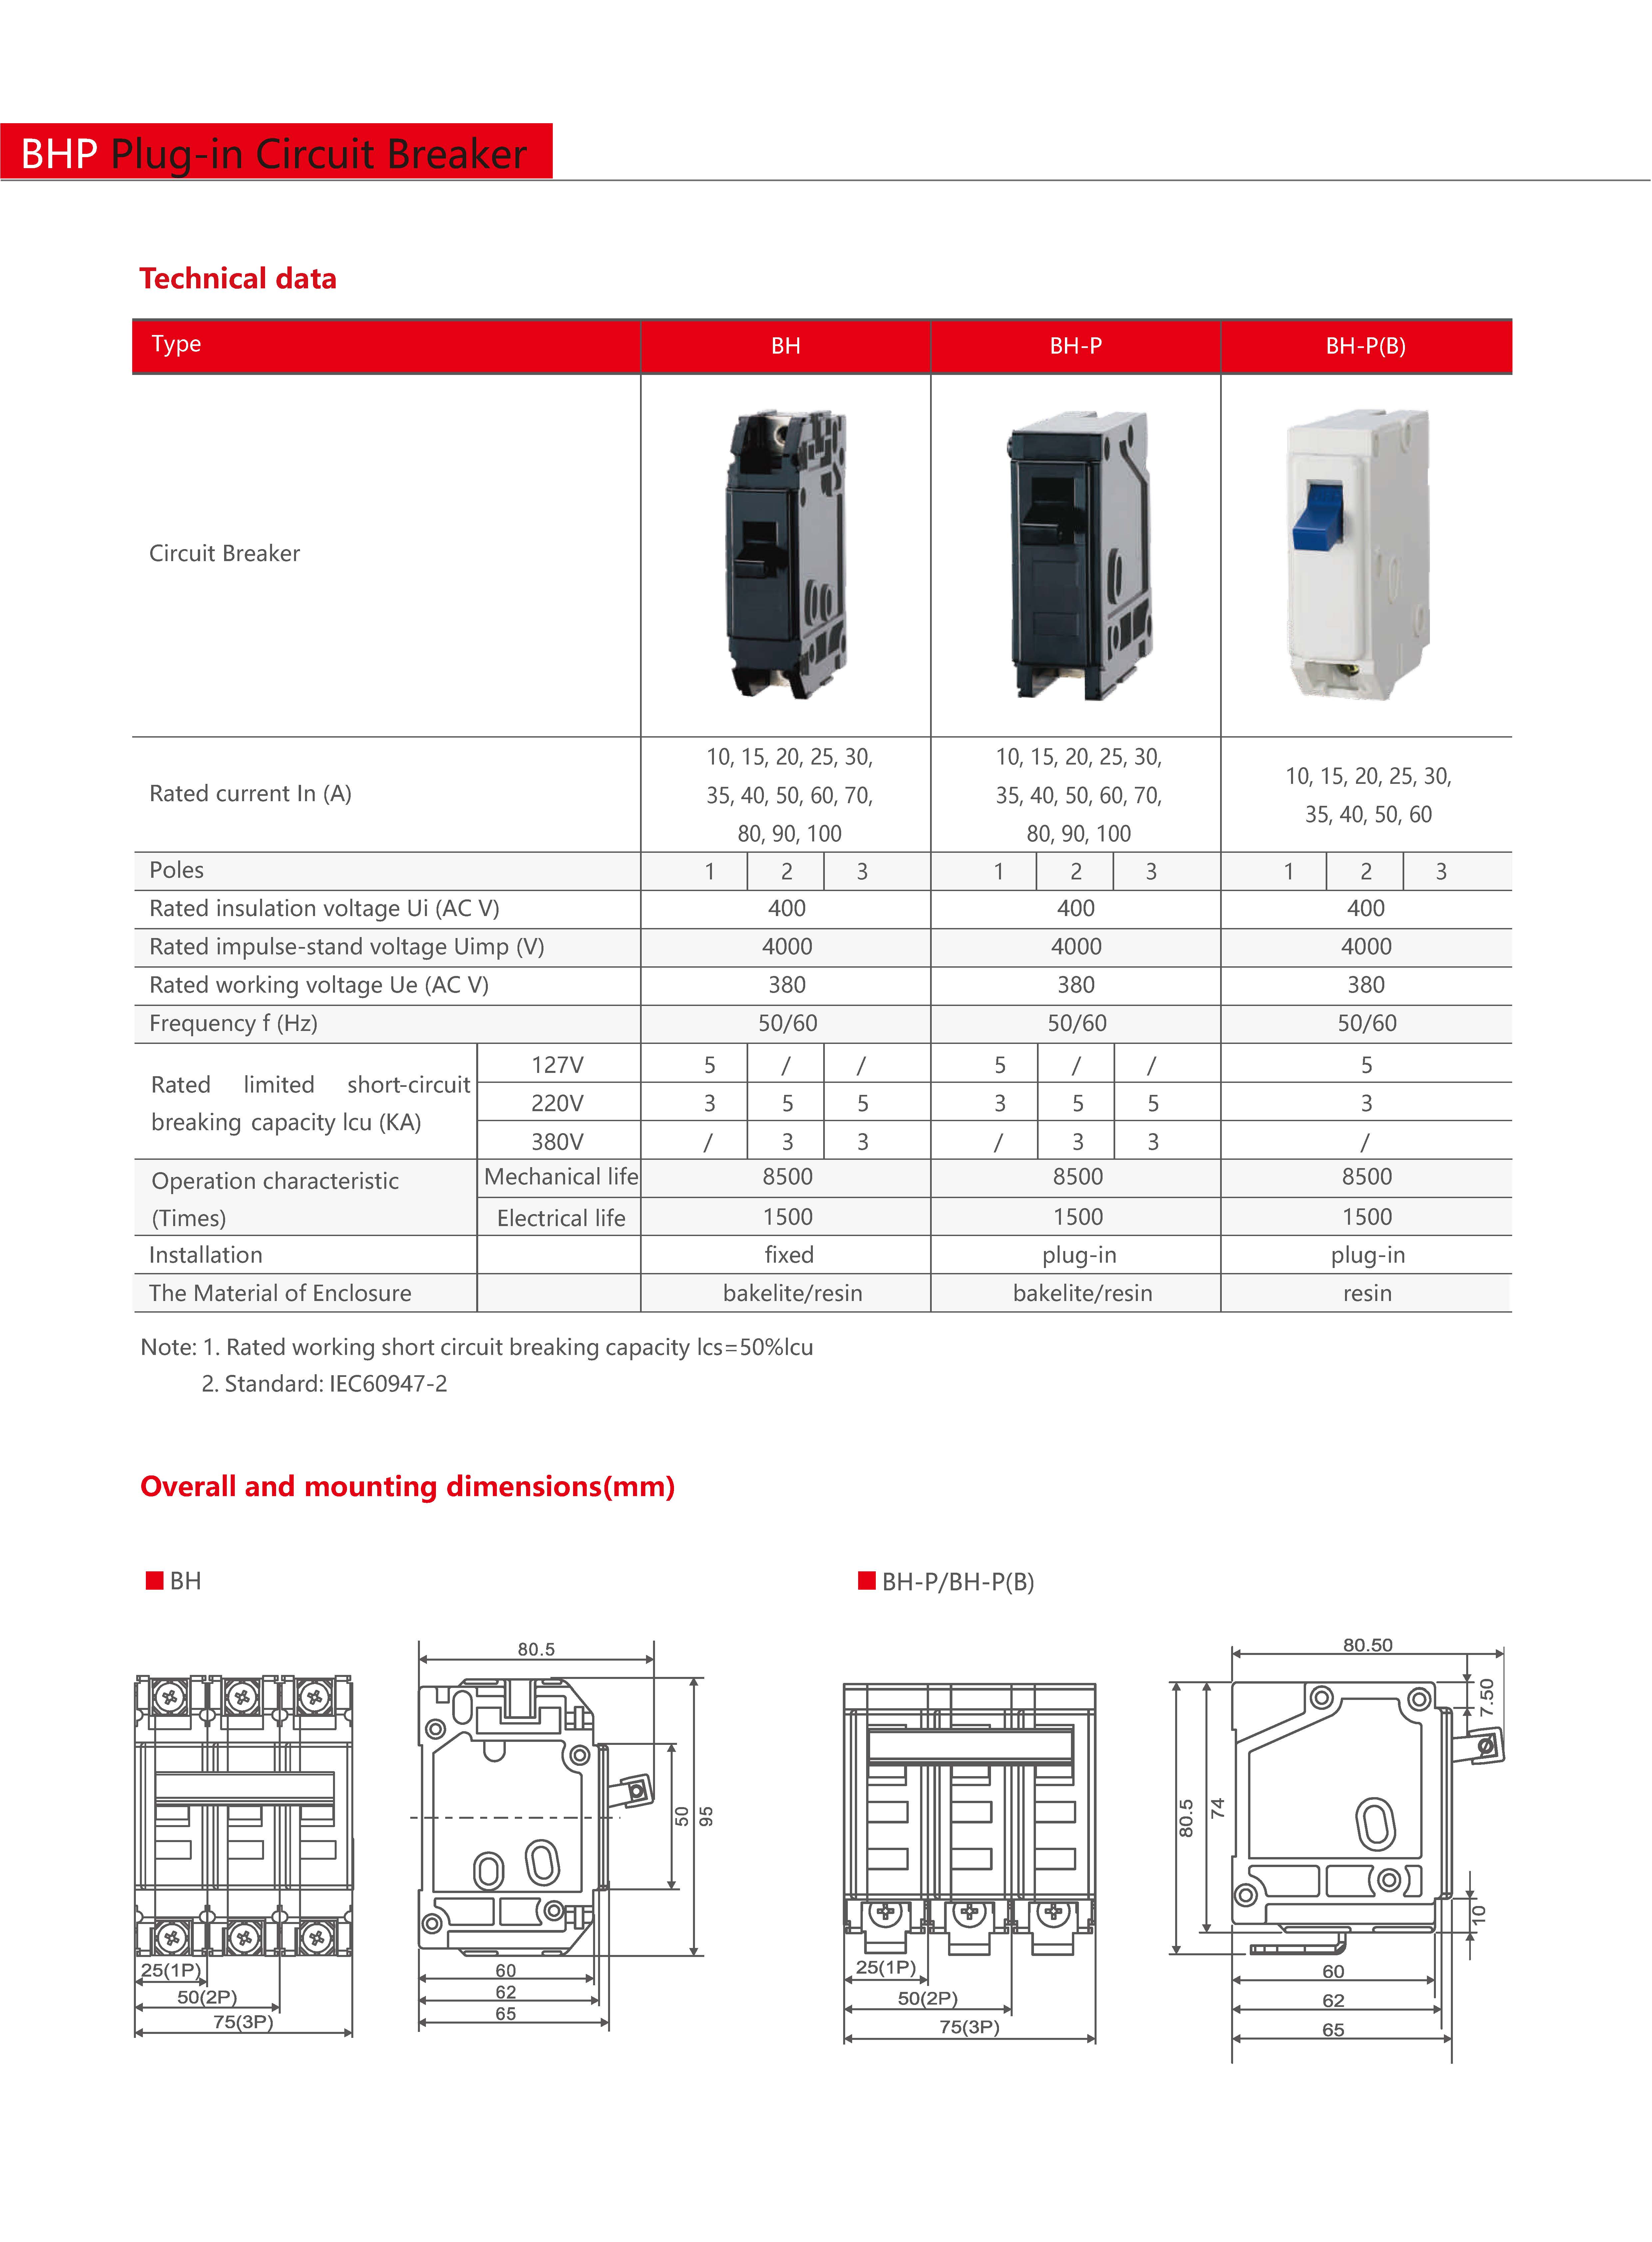 BHP Plug-in Circuit Breaker
Technical data
Type BH BH-P BH-P(B)
Circuit Breaker
10, 15, 20, 25, 30, 10, 15, 20, 25, 30, 10, 15, 20, 25, 30,
Rated current In (A) 35, 40, 50, 60, 70, 35, 40, 50, 60, 70, 35, 40, 50, 60
80, 90, 100 80, 90, 100
Poles 1 2 3 1 2 3 1 2 3
Rated insulation voltage Ui (AC V) 400 400 400
Rated impulse-stand voltage Uimp (V) 4000 4000 4000
Rated working voltage Ue (AC V) 380 380 380
Frequency f (Hz) 50/60 50/60 50/60
Rated limited short-circuit
breaking capacity lcu (KA)
127V 5 / / 5 / / 5
220V 3 5 5 3 5 5 3
380V / 3 3 / 3 3 /
Operation characteristic
(Times)
Mechanical life 8500 8500 8500
Electrical life 1500 1500 1500
Installation fixed plug-in plug-in
The Material of Enclosure bakelite/resin bakelite/resin resin
Note: 1. Rated working short circuit breaking capacity lcs=50%lcu
2. Standard: IEC60947-2
Overall and mounting dimensions(mm)
BH
25(1P)
50(2P)
75(3P)
80.5
50
95
60
62
65
BH-P/BH-P(B)
25(1P)
50(2P)
75(3P)
80.50
7.50
80.5
74
10
60
62
65